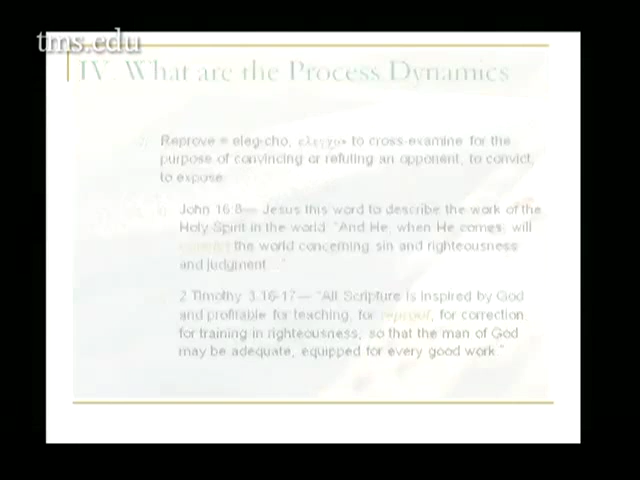 tms.edu
IV. What are the Process Dynamics
Reprove = eleg-cho, ελεγχω to cross-examine for the
purpose of convincing or refuting an opponent, to convict,
to expose
John 16:8— Jesus this word to describe the work of the
Holy Spirit in the world "And He, when He comes, will
convict the world concerning sin and righteousness
and judgment..."
2 Timothy 3:16-17— "All Scripture is inspired by God
and profitable for teaching, for reproof, for correction
for training in righteousness, so that the man of God
may be adequate, equipped for every good work."